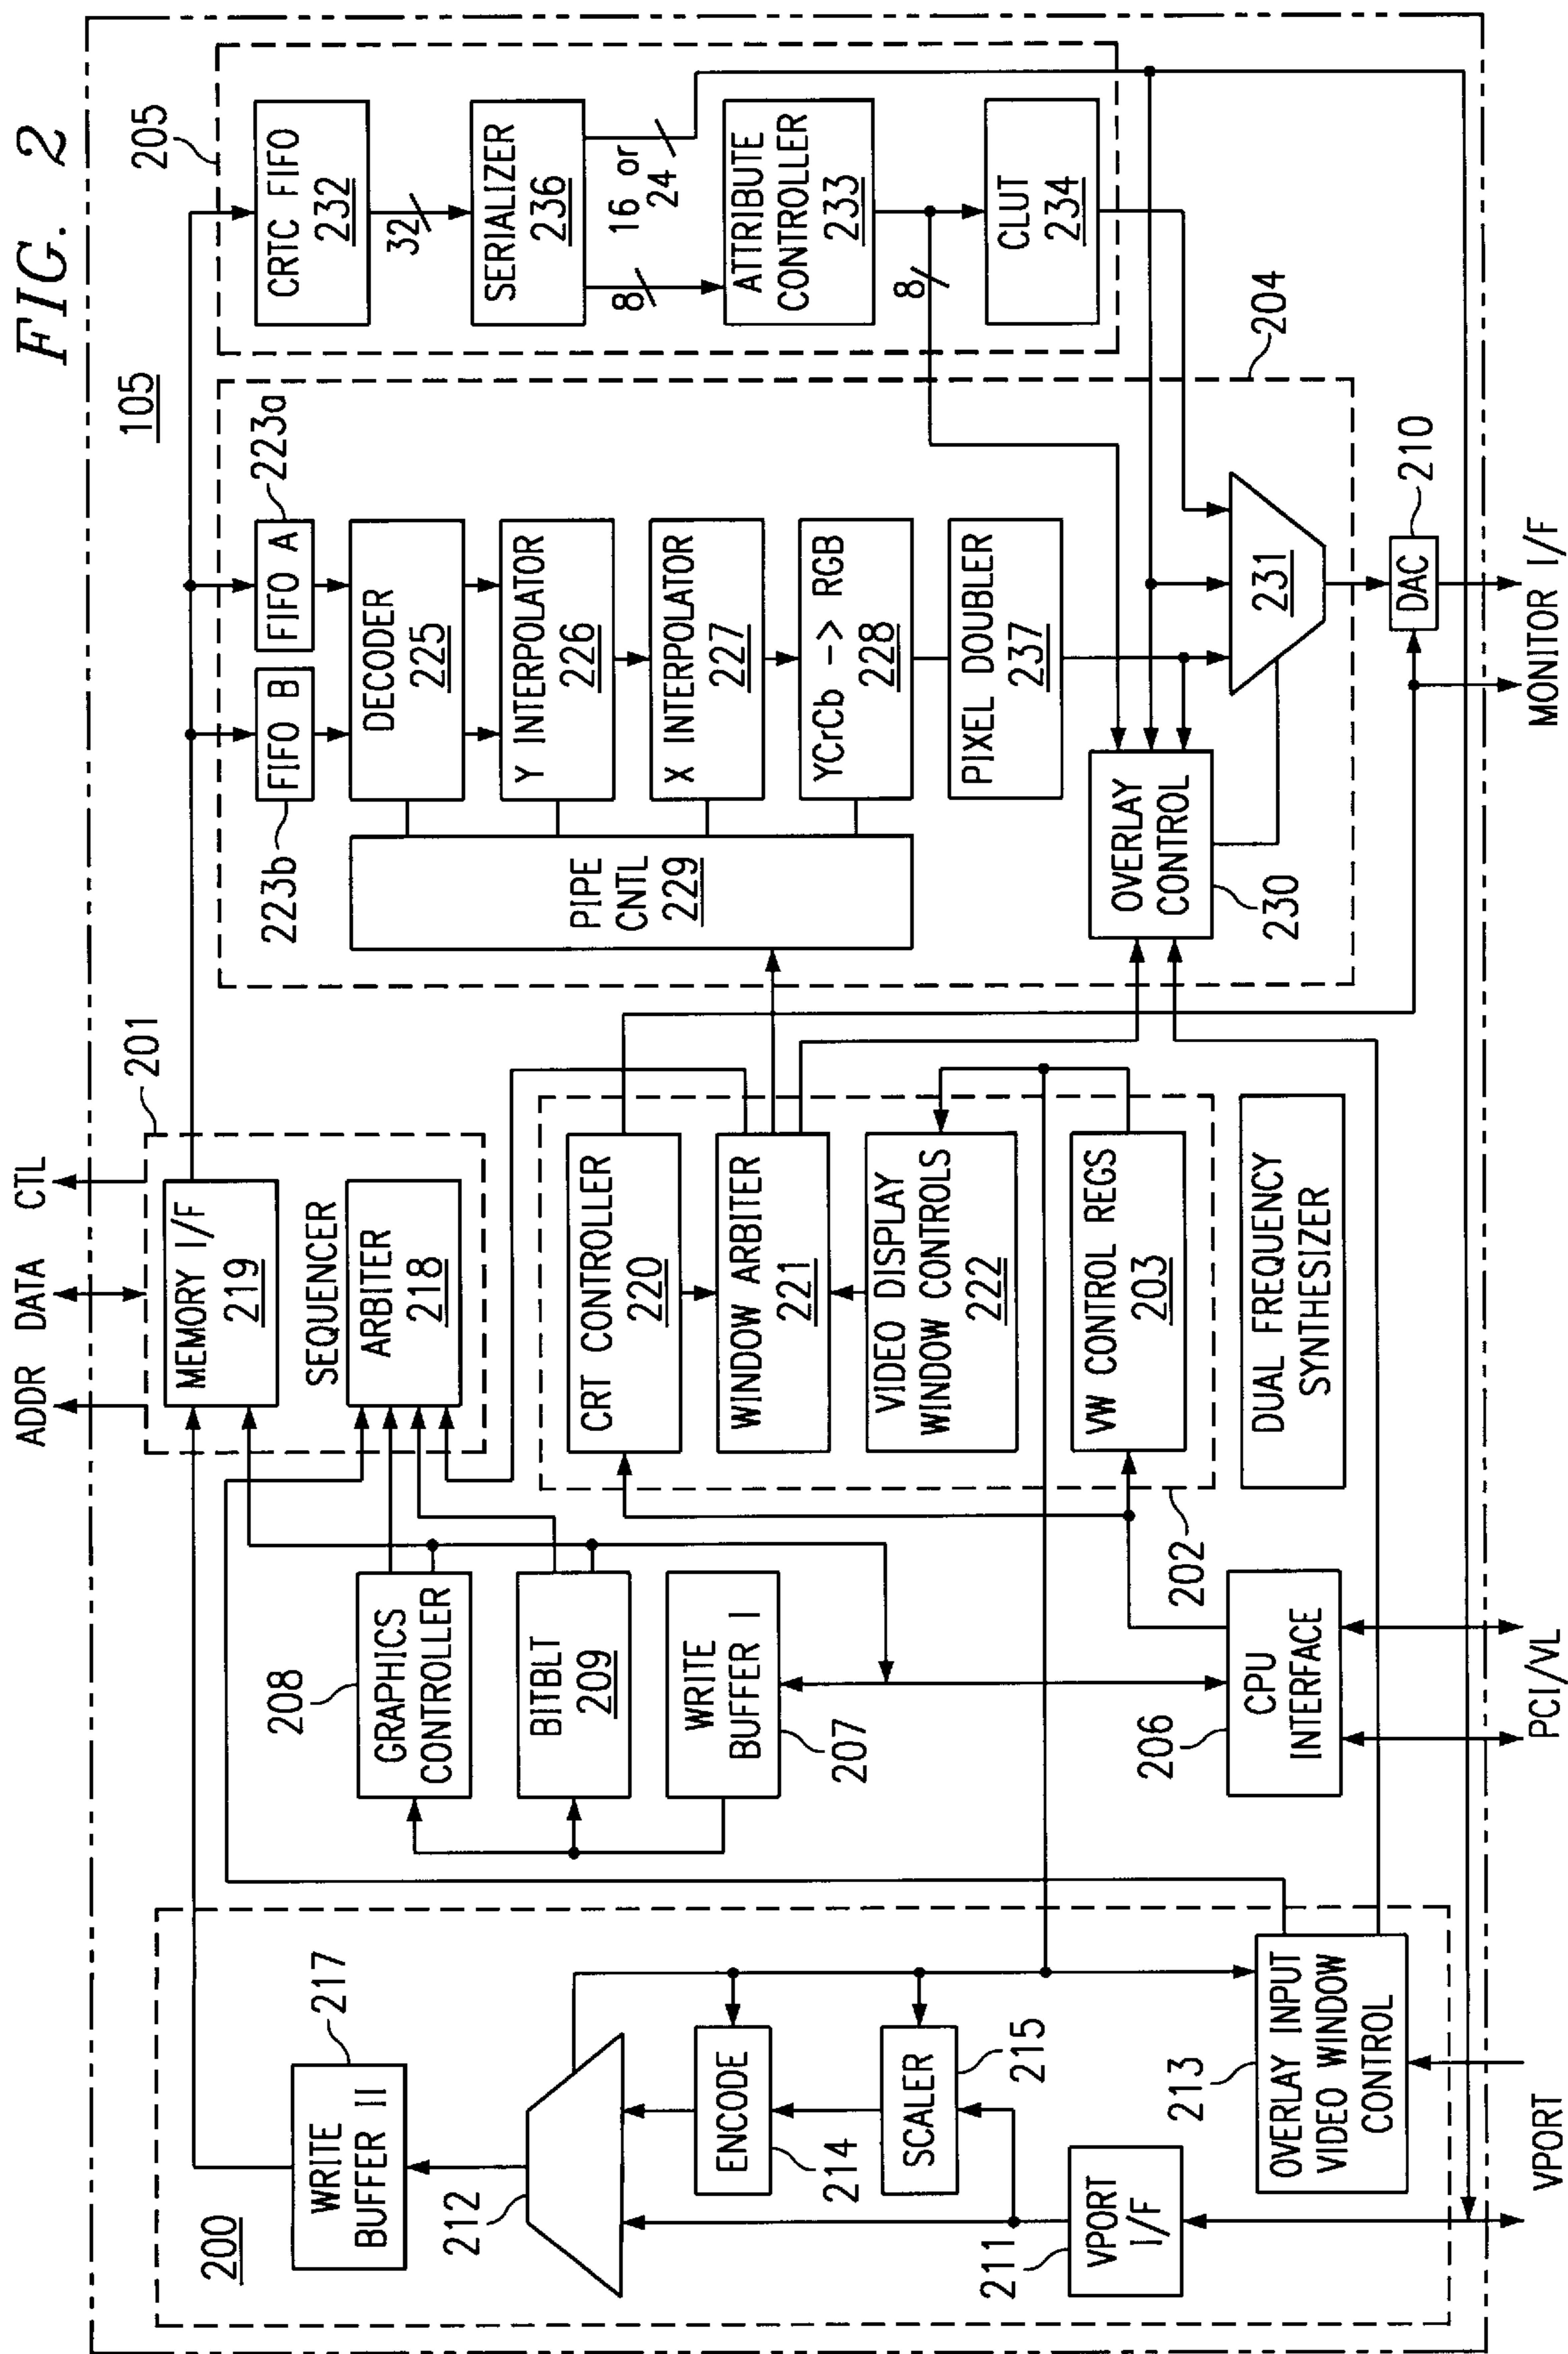 FIG. 2
105
ADDR
DATA
CTL
200
WRITE
BUFFER II
217
212
ENCODE
214
SCALER
215
211
VPORT
I/F
213
OVERLAY INPUT
VIDEO WINDOW
CONTROL
208
GRAPHICS
CONTROLLER
BITBLT
209
WRITE
BUFFER I
207
206
CPU
INTERFACE
201
MEMORY I/F
219
SEQUENCER
ARBITER
218
202
CRT CONTROLLER
220
WINDOW ARBITER
221
VIDEO DISPLAY
WINDOW CONTROLS
222
VW CONTROL REGS
203
DUAL FREQUENCY
SYNTHESIZER
204
223b
FIFO B
FIFO A
223a
DECODER
225
Y INTERPOLATOR
226
X INTERPOLATOR
227
YCrCb -> RGB
228
PIXEL DOUBLER
237
PIPE
CNTL
229
OVERLAY
CONTROL
230
231
DAC
210
205
CRTC FIFO
232
32
SERIALIZER
236
8
16 or
24
ATTRIBUTE
CONTROLLER
233
8
CLUT
234
VPORT
PCI/VL
MONITOR I/F